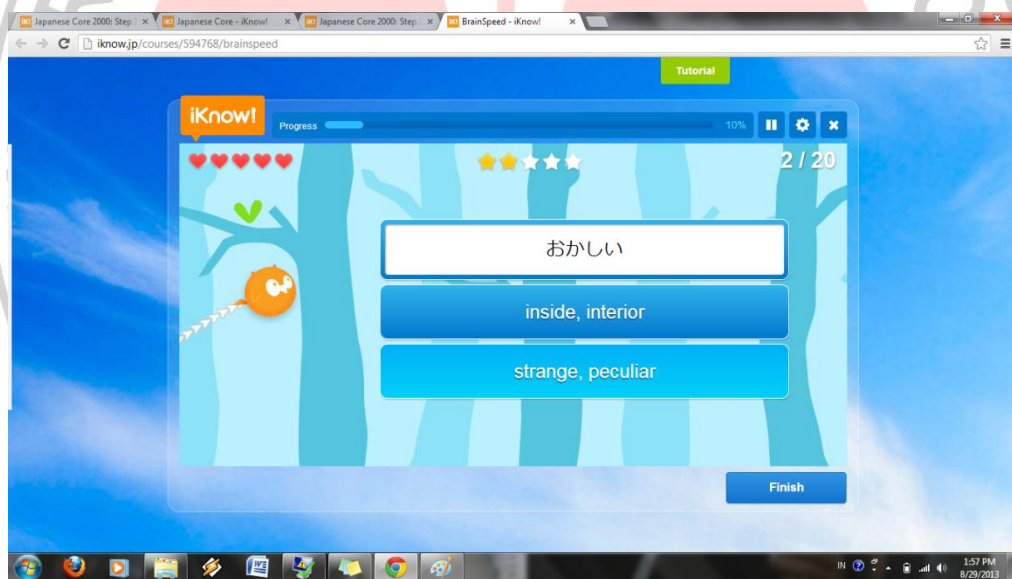 Japanese Core 2000: Step
Japanese Core - iKnow!
Japanese Core 2000: Step
BrainSpeed - iKnow!
iknow.jp/courses/594768/brainspeed
Tutorial
iKnow!
Progress
10%
2 / 20
おかしい
inside, interior
strange, peculiar
Finish
IN
1:57 PM
8/29/2013